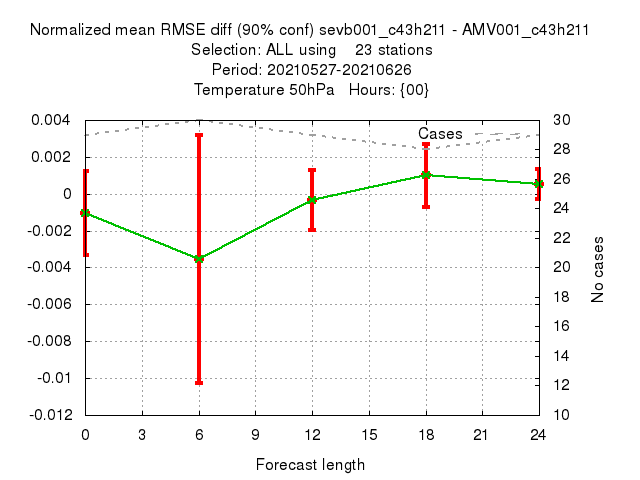 Normalized mean RMSE diff (90% conf) sevb001_c43h211 - AMV001_c43h211
Selection: ALL using 23 stations
Period: 20210527-20210626
Temperature 50hPa Hours: {00}
0.004
0.002
0
-0.002
-0.004
-0.006
-0.008
-0.01
-0.012
Cases
30
28
26
24
22
20
18
16
14
12
10
No cases
0 3 6 9 12 15 18 21 24
Forecast length